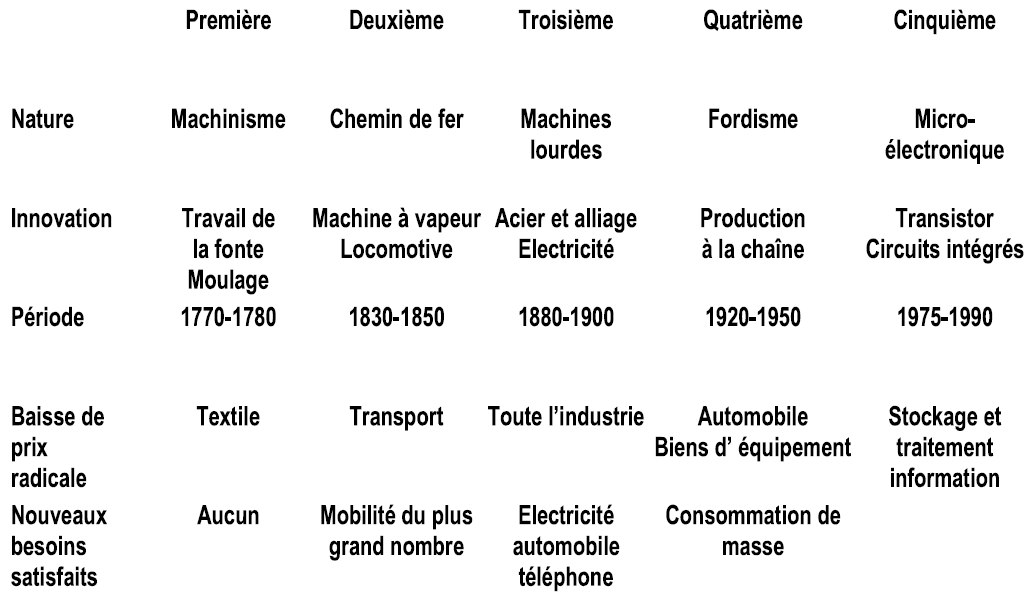 Première Deuxième Troisième Quatrième Cinquième
Nature Machinisme Chemin de fer Machines Fordisme Micro-
lourdes électronique
Innovation Travail de Machine à vapeur Acier et alliage Production Transistor
la fonte Locomotive Electricité à la chaîne Circuits intégrés
Moulage
Période 1770-1780 1830-1850 1880-1900 1920-1950 1975-1990
Baisse de Textile Transport Toute l’industrie Automobile Stockage et
prix Biens d’ équipement traitement
radicale information
Nouveaux Aucun Mobilité du plus Electricité Consommation de
besoins grand nombre automobile masse
satisfaits téléphone